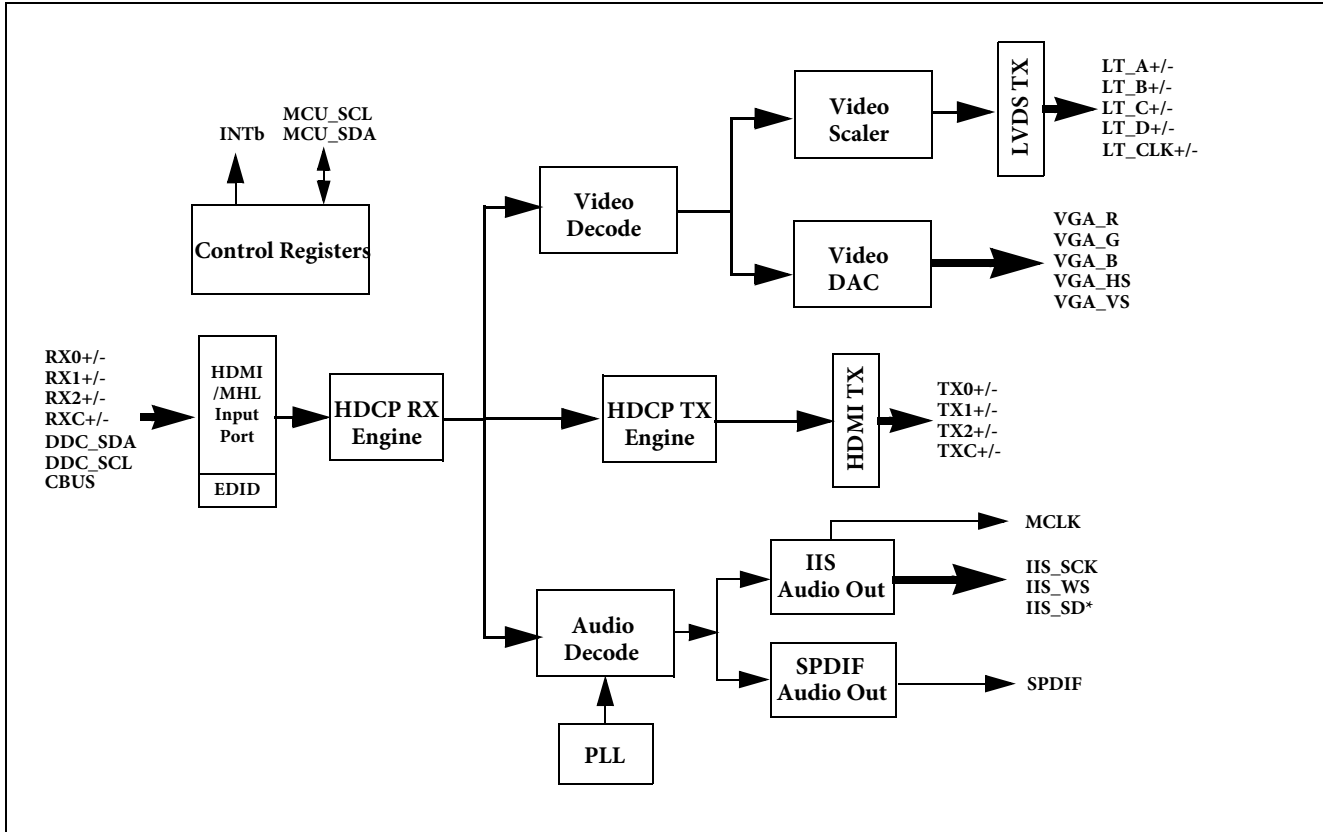 INTb
MCU_SCL
MCU_SDA
Control Registers
RX0+/-
RX1+/-
RX2+/-
RXC+/-
DDC_SDA
DDC_SCL
CBUS
HDMI
/MHL
Input
Port
EDID
HDCP RX
Engine
Video
Decode
Video
Scaler
LVDS TX
LT_A+/-
LT_B+/-
LT_C+/-
LT_D+/-
LT_CLK+/-
Video
DAC
VGA_R
VGA_G
VGA_B
VGA_HS
VGA_VS
HDCP TX
Engine
HDMI TX
TX0+/-
TX1+/-
TX2+/-
TXC+/-
Audio
Decode
PLL
IIS
Audio Out
MCLK
IIS_SCK
IIS_WS
IIS_SD*
SPDIF
Audio Out
SPDIF